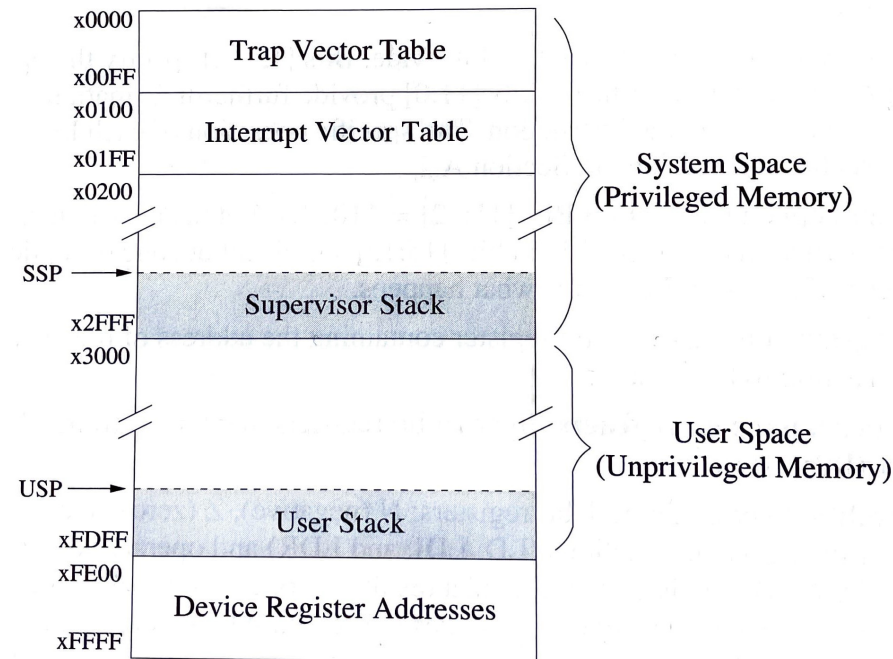 x0000
Trap Vector Table
x00FF
x0100
Interrupt Vector Table
x01FF
x0200
System Space
(Privileged Memory)
SSP
Supervisor Stack
x2FFF
x3000
User Space
(Unprivileged Memory)
USP
User Stack
xFDFF
xFE00
Device Register Addresses
xFFFF